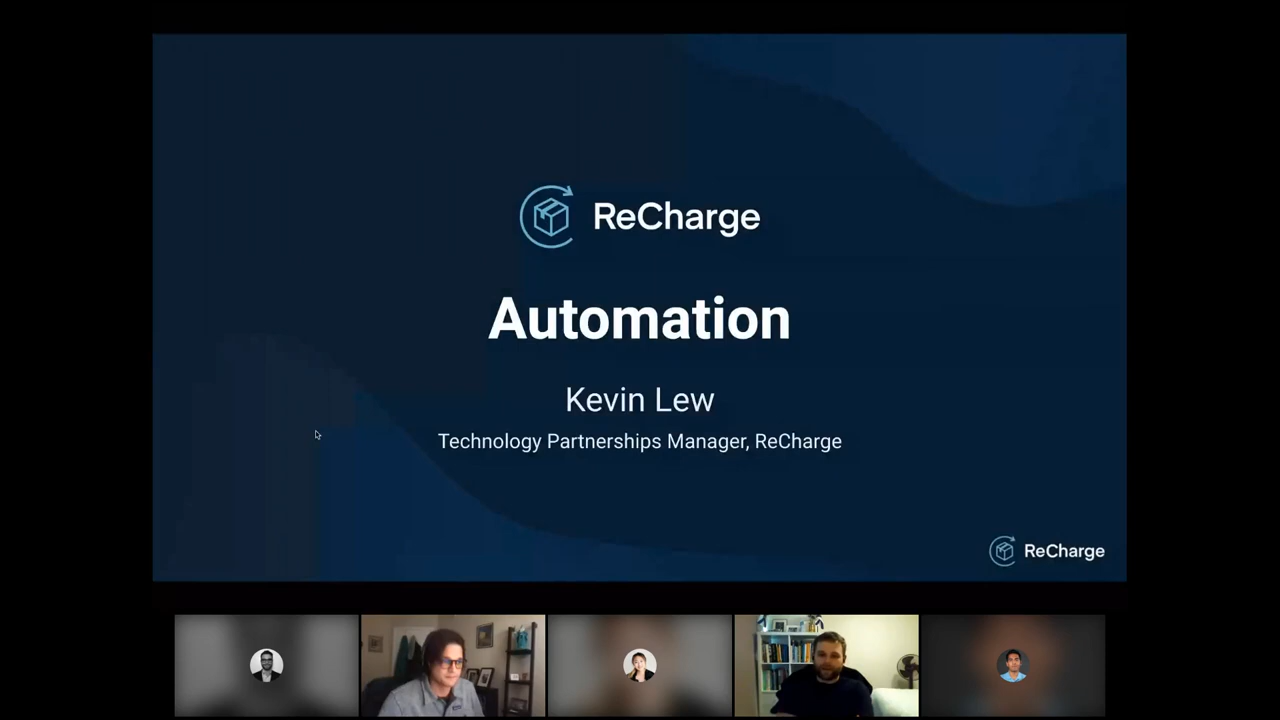 ReCharge
Automation
Kevin Lew
Technology Partnerships Manager, ReCharge
ReCharge